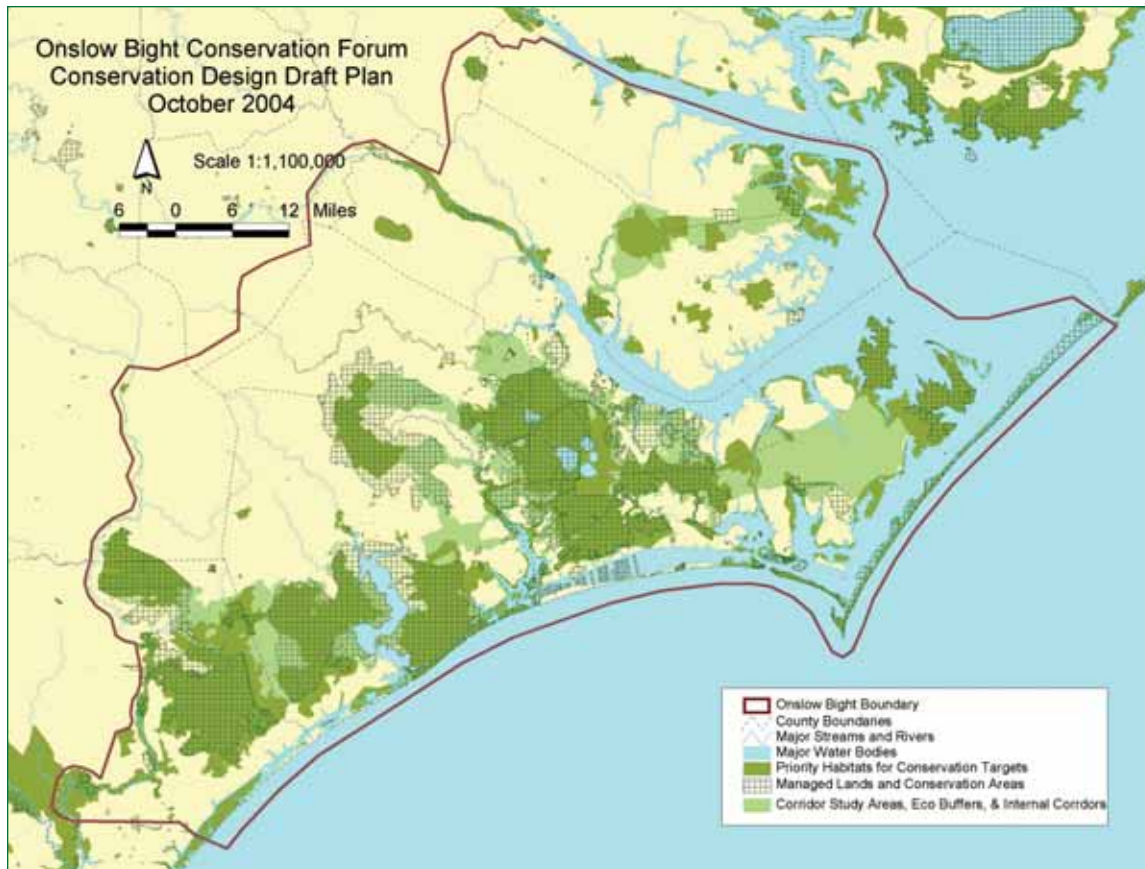 Onslow Bight Conservation Forum
Conservation Design Draft Plan
October 2004
Scale 1:1,100,000
N
6 0 6 12 Miles
Onslow Bight Boundary
County Boundaries
Major Streams and Rivers
Major Water Bodies
Priority Habitats for Conservation Targets
Managed Lands and Conservation Areas
Corridor Study Areas, Eco Buffers, & Internal Corridors